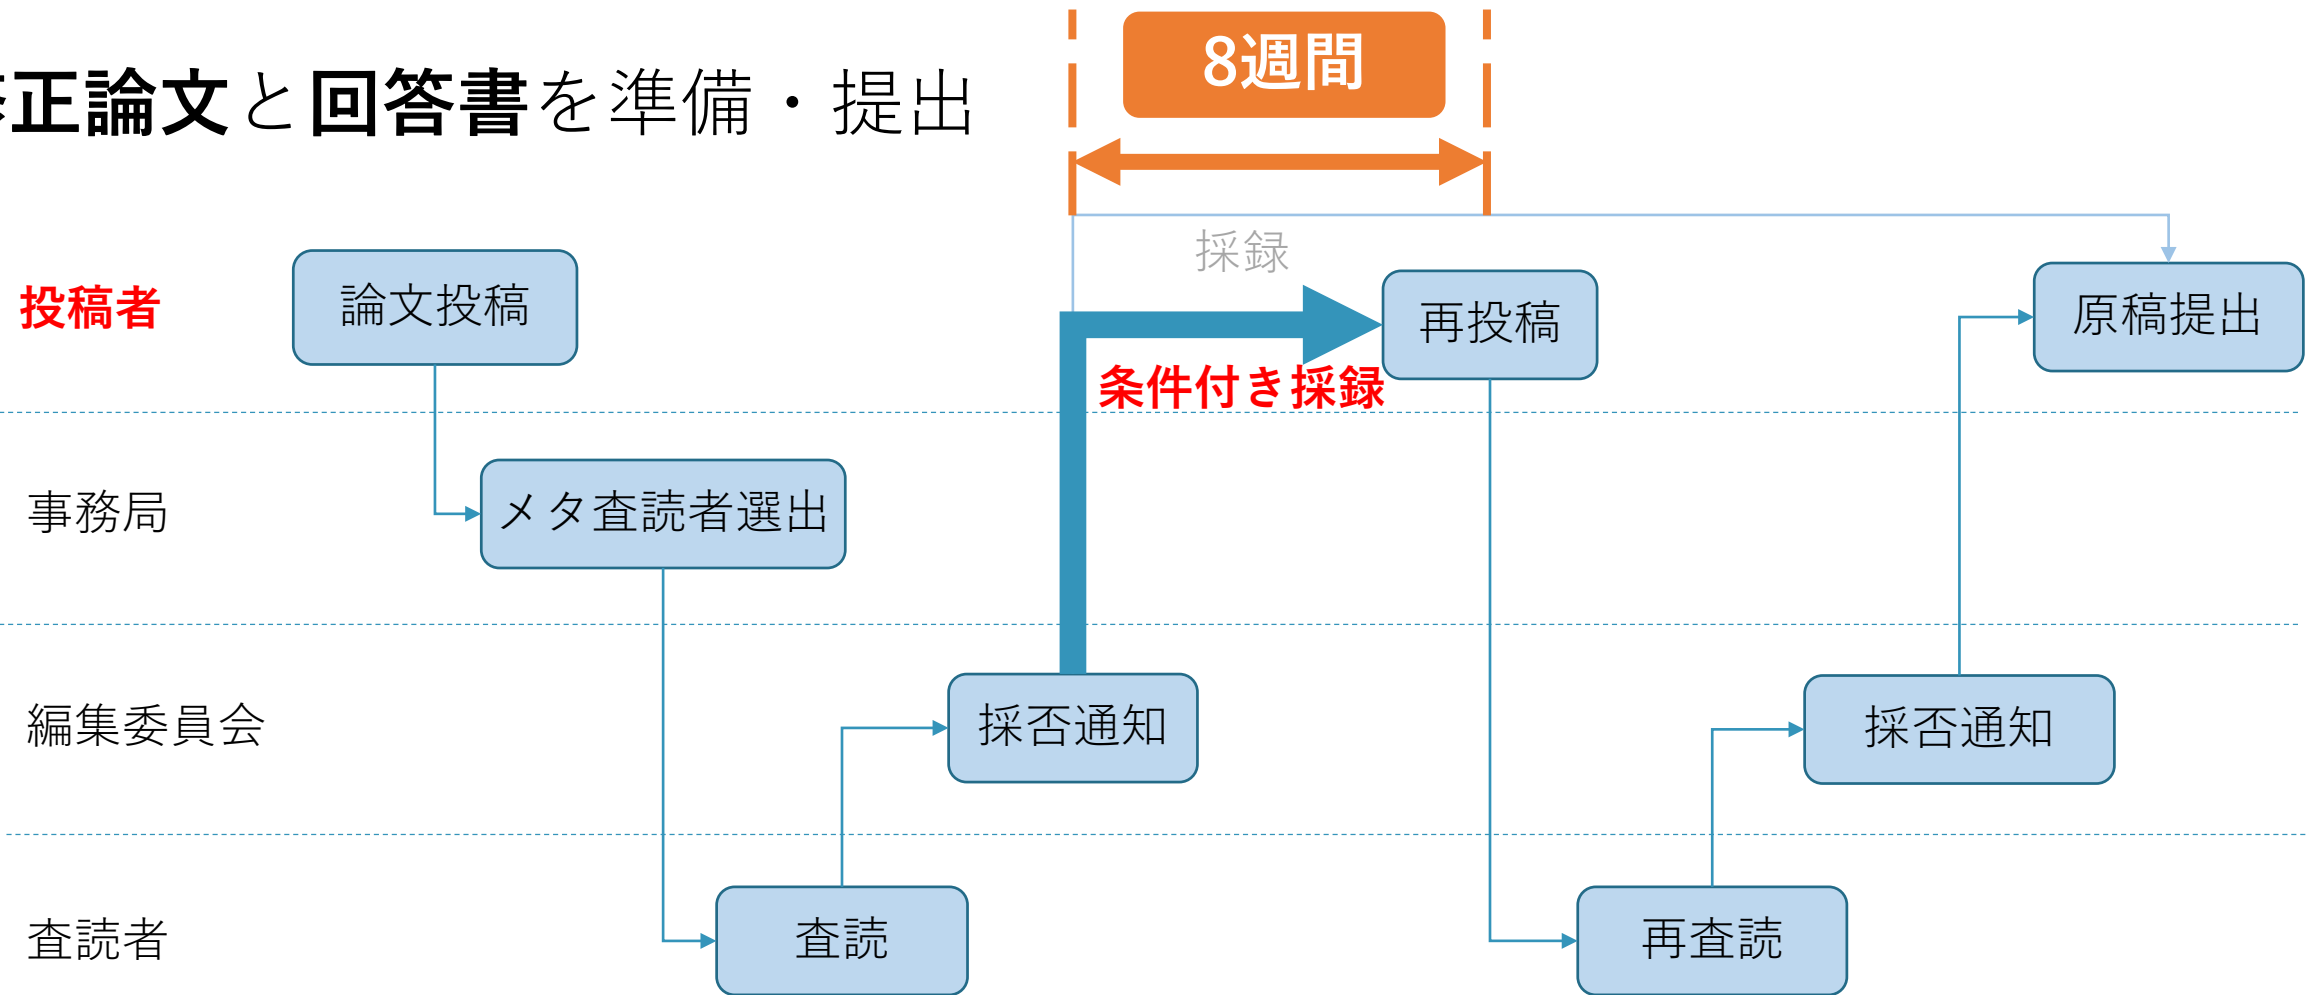 8週間
正論文と回答書を準備・提出
採録
投稿者
論文投稿
再投稿
原稿提出
条件付き採録
事務局
メタ査読者選出
編集委員会
採否通知
採否通知
査読者
査読
再査読